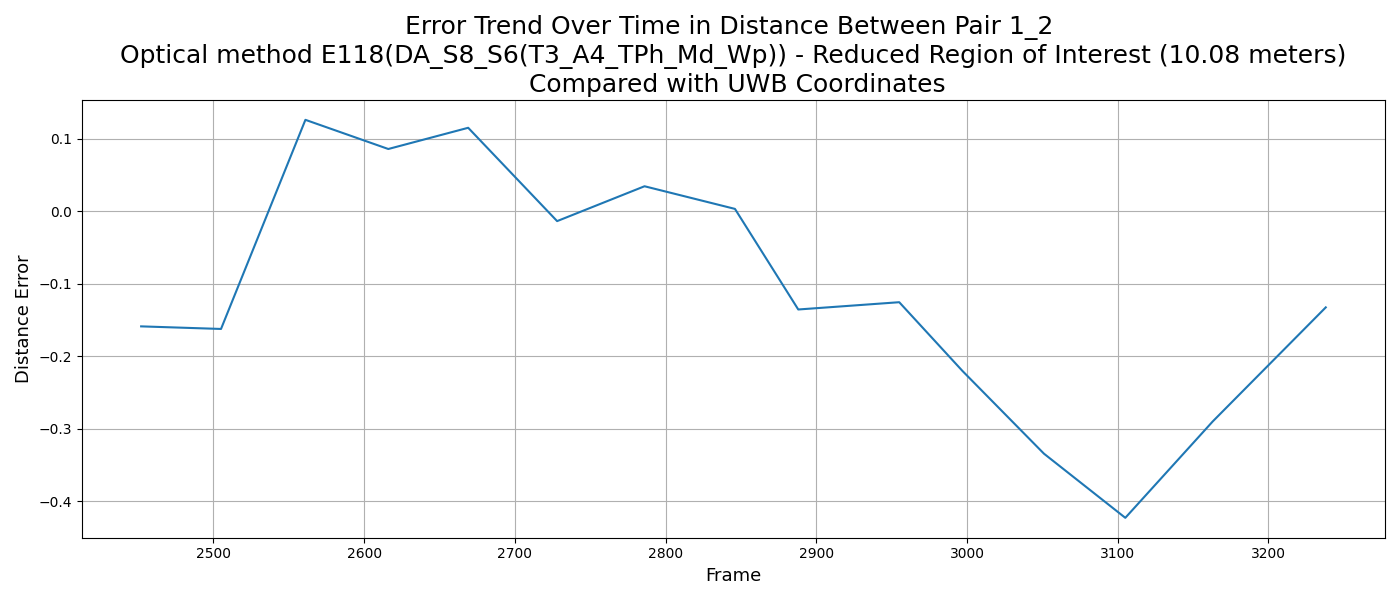 Error Trend Over Time in Distance Between Pair 1_2
Optical method E118(DA_S8_S6(T3_A4_TPh_Md_Wp)) - Reduced Region of Interest (10.08 meters)
Compared with UWB Coordinates
Distance Error
0.1
0.0
−0.1
−0.2
−0.3
−0.4
2500 2600 2700 2800 2900 3000 3100 3200
Frame